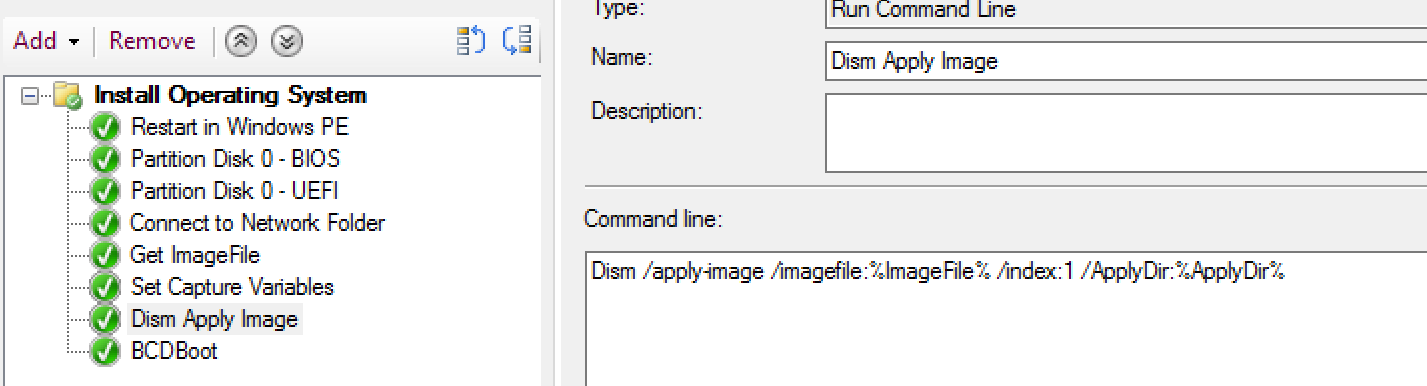 Add Remove
Install Operating System
Restart in Windows PE
Partition Disk 0 - BIOS
Partition Disk 0 - UEFI
Connect to Network Folder
Get ImageFile
Set Capture Variables
Dism Apply Image
BCDBoot
Type: Run Command Line
Name: Dism Apply Image
Description:
Command line:
Dism /apply-image /imagefile:%ImageFile% /index:1 /ApplyDir:%ApplyDir%